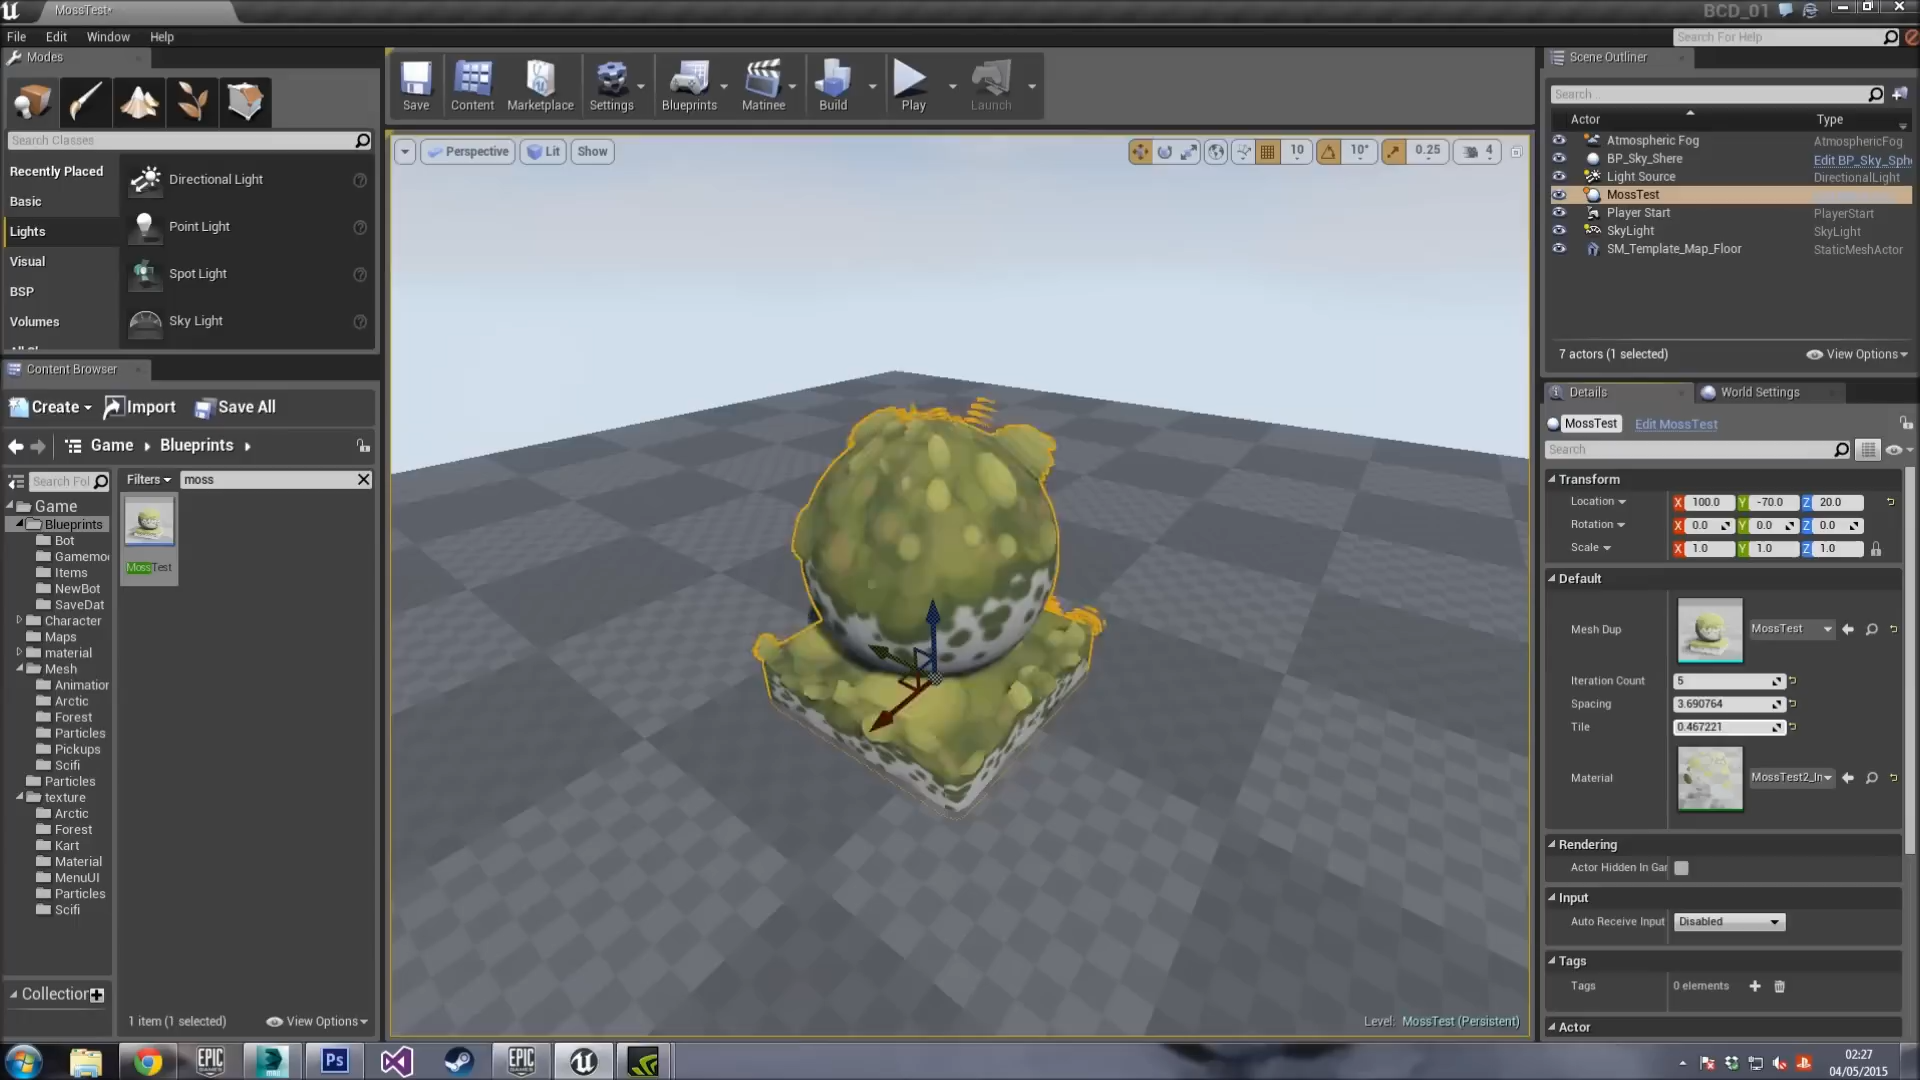 MossTest*
BCD_01
File Edit Window Help
Search For Help
Modes
Search Classes
Recently Placed
Basic
Lights
Visual
BSP
Volumes
Directional Light
Point Light
Spot Light
Sky Light
Content Browser
Create Import Save All
Game Blueprints
Search Fol
Filters moss
Game
Blueprints
Bot
Gamemo
Items
NewBot
SaveDat
Character
Maps
material
Mesh
Animation
Arctic
Forest
Particles
Pickups
Scifi
Particles
texture
Arctic
Forest
Kart
Material
MenuUI
Particles
Scifi
Collection
MossTest
1 item (1 selected) View Options
Save Content Marketplace Settings Blueprints Matinee Build Play Launch
Perspective Lit Show
10 10° 0.25 4
Level: MossTest (Persistent)
Scene Outliner
Search...
Actor Type
Atmospheric Fog AtmosphericFog
BP_Sky_Shere Edit BP_Sky_Sph
Light Source DirectionalLight
MossTest
Player Start PlayerStart
SkyLight SkyLight
SM_Template_Map_Floor StaticMeshActor
7 actors (1 selected) View Options
Details World Settings
MossTest Edit MossTest
Search
Transform
Location X 100.0 Y -70.0 Z 20.0
Rotation X 0.0 Y 0.0 Z 0.0
Scale X 1.0 Y 1.0 Z 1.0
Default
Mesh Dup MossTest
Iteration Count 5
Spacing 3.690764
Tile 0.467221
Material MossTest2_In
Rendering
Actor Hidden In Gar
Input
Auto Receive Input Disabled
Tags
Tags 0 elements
Actor
EPIC GAMES
Ps
EPIC GAMES
02:27
04/05/2015